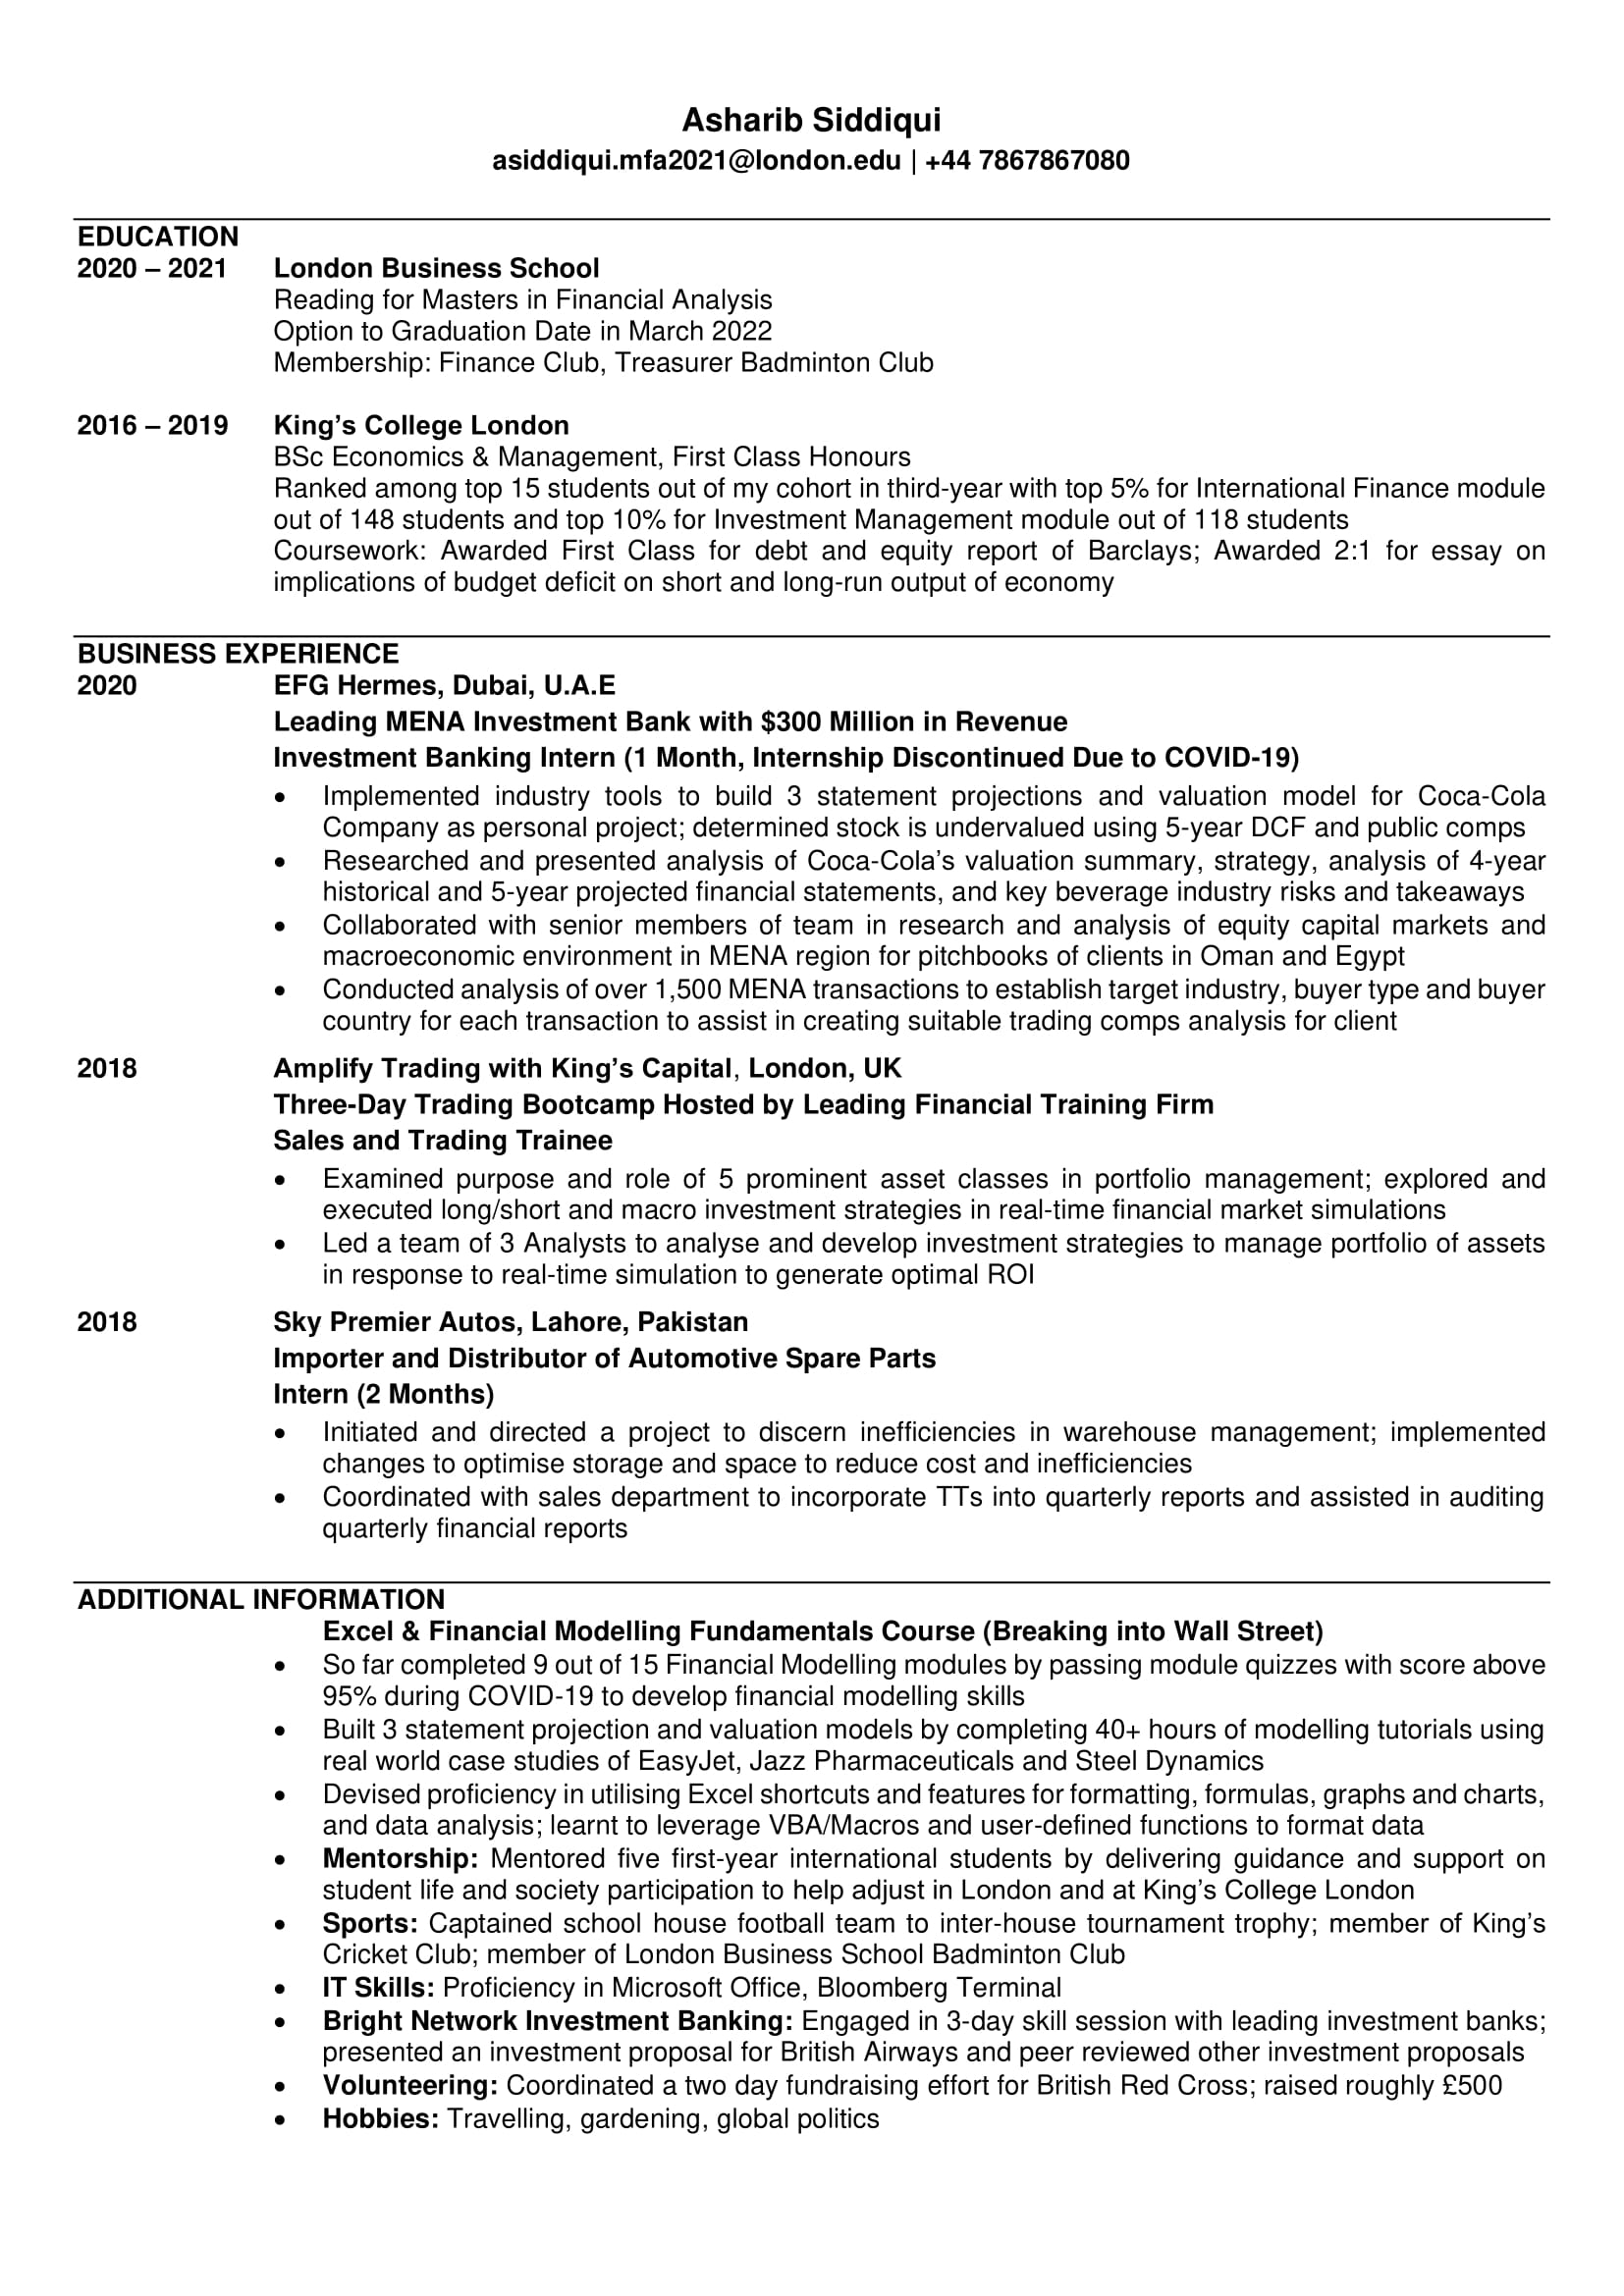 Asharib Siddiqui
asiddiqui.mfa2021@london.edu | +44 7867867080
EDUCATION
2020 – 2021 London Business School
Reading for Masters in Financial Analysis
Option to Graduation Date in March 2022
Membership: Finance Club, Treasurer Badminton Club
2016 – 2019 King’s College London
BSc Economics & Management, First Class Honours
Ranked among top 15 students out of my cohort in third-year with top 5% for International Finance module
out of 148 students and top 10% for Investment Management module out of 118 students
Coursework: Awarded First Class for debt and equity report of Barclays; Awarded 2:1 for essay on
implications of budget deficit on short and long-run output of economy
BUSINESS EXPERIENCE
2020 EFG Hermes, Dubai, U.A.E
Leading MENA Investment Bank with $300 Million in Revenue
Investment Banking Intern (1 Month, Internship Discontinued Due to COVID-19)
• Implemented industry tools to build 3 statement projections and valuation model for Coca-Cola
Company as personal project; determined stock is undervalued using 5-year DCF and public comps
• Researched and presented analysis of Coca-Cola’s valuation summary, strategy, analysis of 4-year
historical and 5-year projected financial statements, and key beverage industry risks and takeaways
• Collaborated with senior members of team in research and analysis of equity capital markets and
macroeconomic environment in MENA region for pitchbooks of clients in Oman and Egypt
• Conducted analysis of over 1,500 MENA transactions to establish target industry, buyer type and buyer
country for each transaction to assist in creating suitable trading comps analysis for client
2018 Amplify Trading with King’s Capital, London, UK
Three-Day Trading Bootcamp Hosted by Leading Financial Training Firm
Sales and Trading Trainee
• Examined purpose and role of 5 prominent asset classes in portfolio management; explored and
executed long/short and macro investment strategies in real-time financial market simulations
• Led a team of 3 Analysts to analyse and develop investment strategies to manage portfolio of assets
in response to real-time simulation to generate optimal ROI
2018 Sky Premier Autos, Lahore, Pakistan
Importer and Distributor of Automotive Spare Parts
Intern (2 Months)
• Initiated and directed a project to discern inefficiencies in warehouse management; implemented
changes to optimise storage and space to reduce cost and inefficiencies
• Coordinated with sales department to incorporate TTs into quarterly reports and assisted in auditing
quarterly financial reports
ADDITIONAL INFORMATION
Excel & Financial Modelling Fundamentals Course (Breaking into Wall Street)
• So far completed 9 out of 15 Financial Modelling modules by passing module quizzes with score above
95% during COVID-19 to develop financial modelling skills
• Built 3 statement projection and valuation models by completing 40+ hours of modelling tutorials using
real world case studies of EasyJet, Jazz Pharmaceuticals and Steel Dynamics
• Devised proficiency in utilising Excel shortcuts and features for formatting, formulas, graphs and charts,
and data analysis; learnt to leverage VBA/Macros and user-defined functions to format data
• Mentorship: Mentored five first-year international students by delivering guidance and support on
student life and society participation to help adjust in London and at King’s College London
• Sports: Captained school house football team to inter-house tournament trophy; member of King’s
Cricket Club; member of London Business School Badminton Club
• IT Skills: Proficiency in Microsoft Office, Bloomberg Terminal
• Bright Network Investment Banking: Engaged in 3-day skill session with leading investment banks;
presented an investment proposal for British Airways and peer reviewed other investment proposals
• Volunteering: Coordinated a two day fundraising effort for British Red Cross; raised roughly £500
• Hobbies: Travelling, gardening, global politics